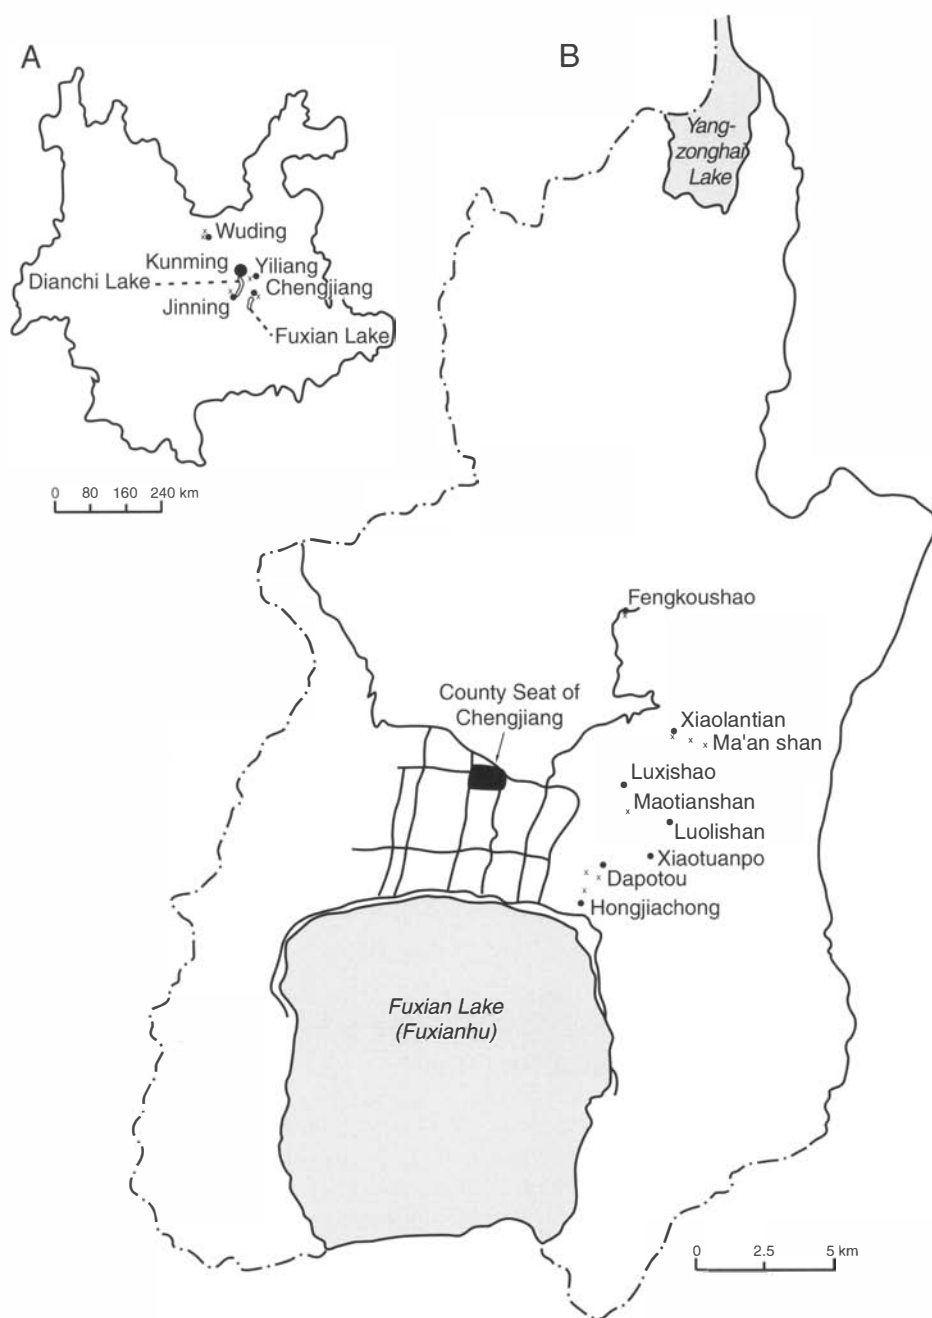 A
Wuding
Kunming
Yiliang
Dianchi Lake
Chengjiang
Jinning
Fuxian Lake
0 80 160 240 km
B
Yang-
zonghai
Lake
Fengkoushao
County Seat of
Chengjiang
Xiaolantian
Ma'an shan
Luxishao
Maotianshan
Luolishan
Xiaotuanpo
Dapotou
Hongjiachong
Fuxian Lake
(Fuxianhu)
0 2.5 5 km